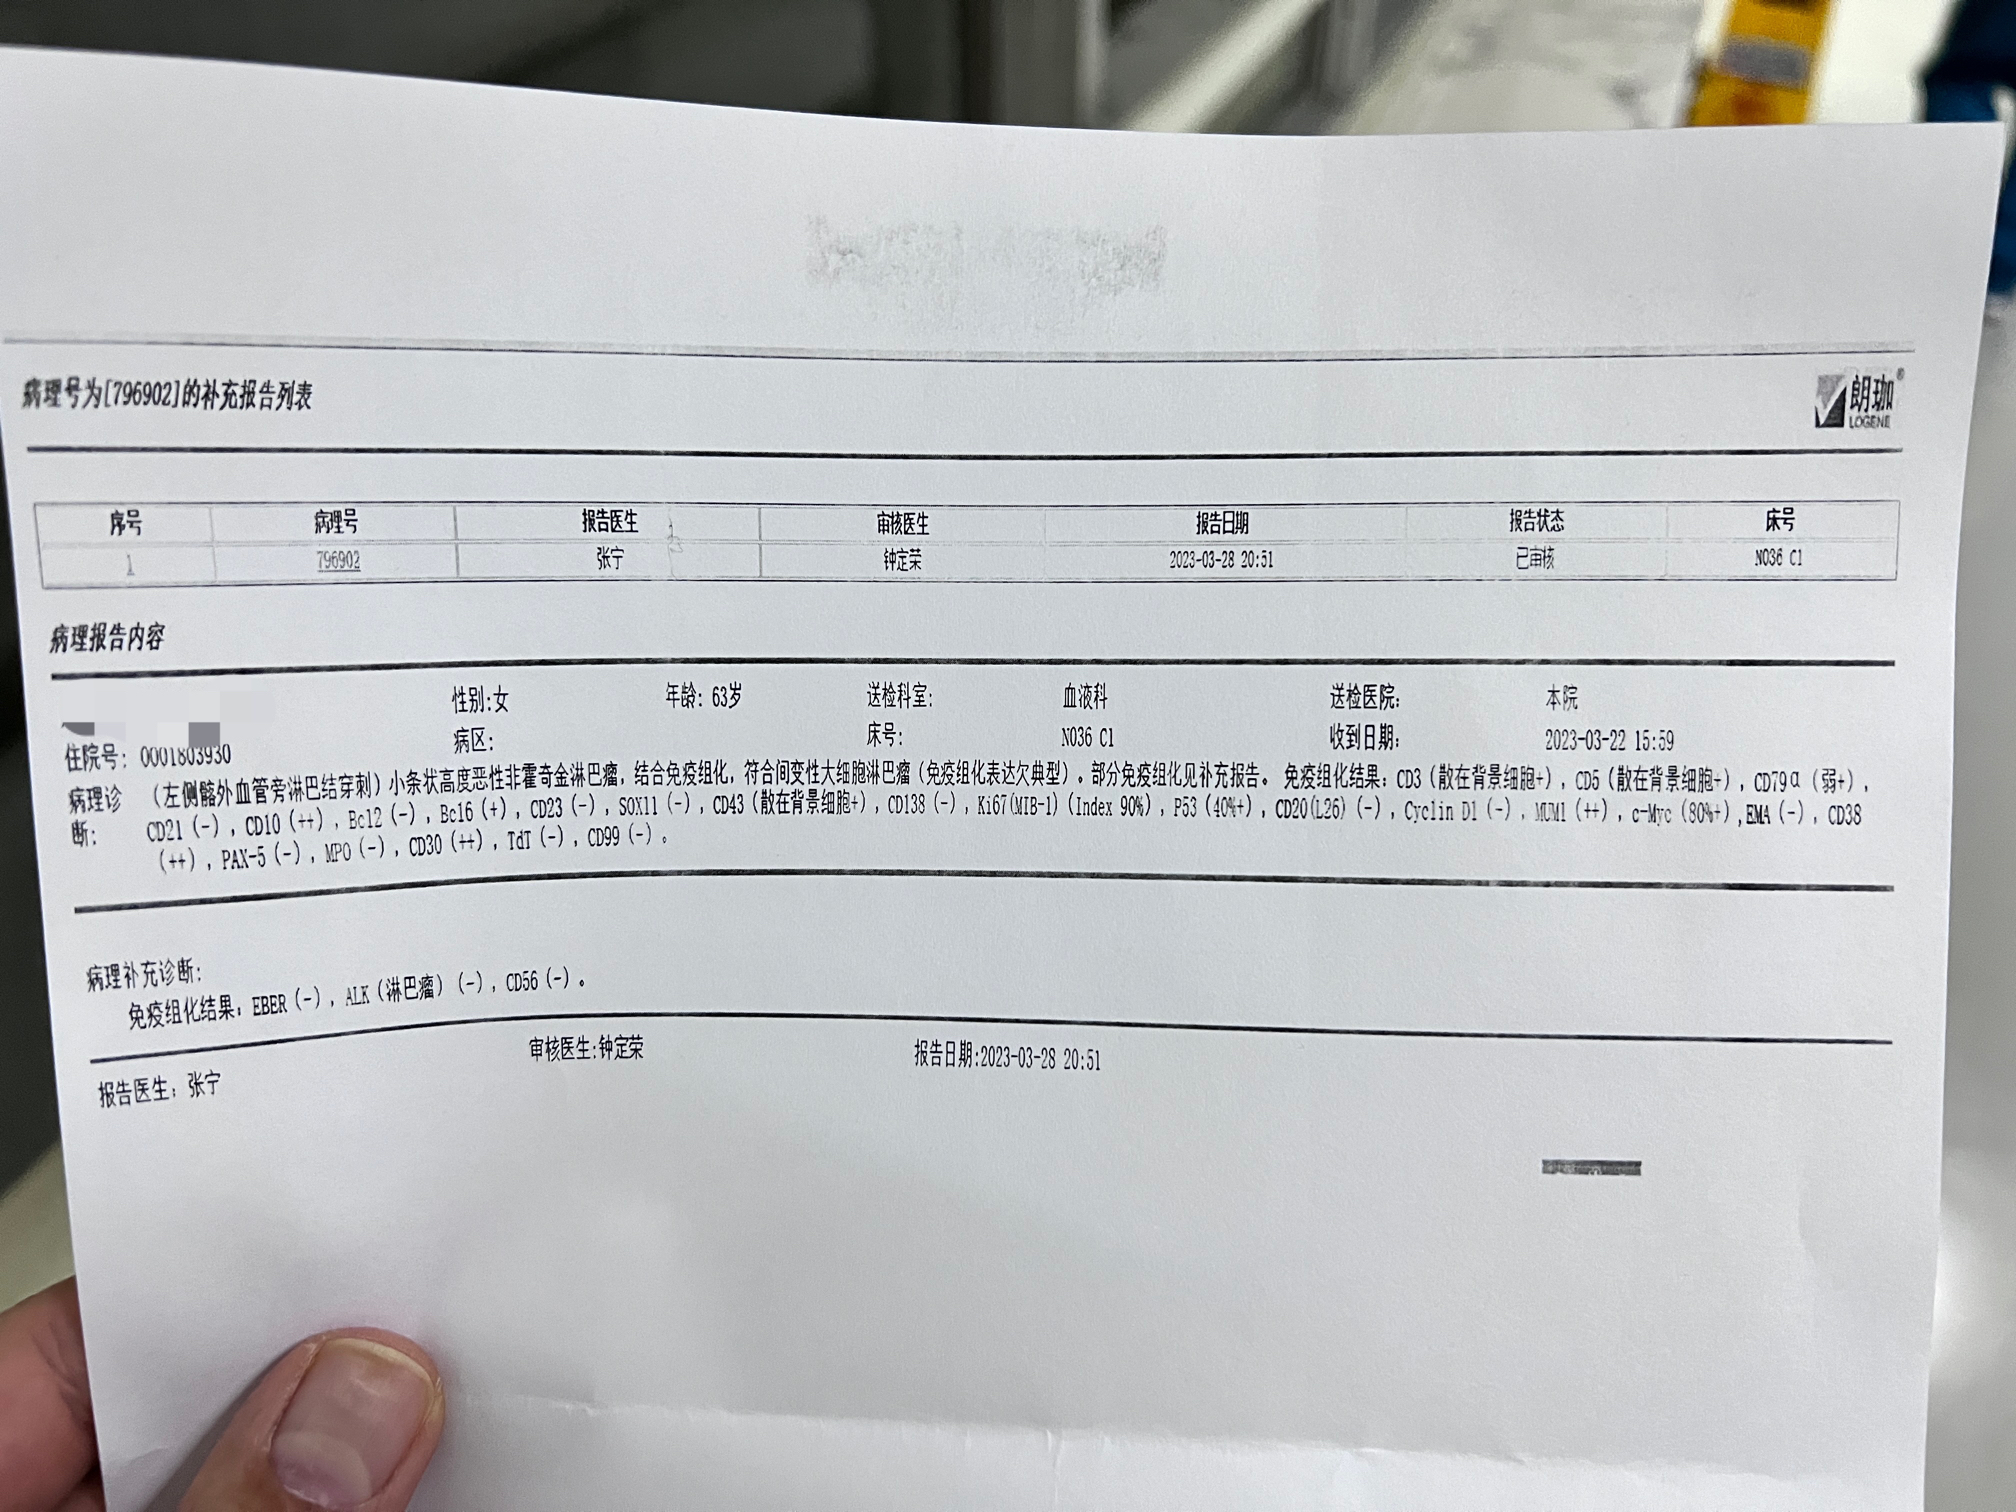 病理号为[796902]的补充报告列表
朗珈®
LOGENE
序号 病理号 报告医生 审核医生 报告日期 报告状态 床号
1 796902 张宁 钟定荣 2023-03-28 20:51 已审核 N036 C1
病理报告内容
性别:女 年龄: 63岁 送检科室: 血液科 送检医院: 本院
住院号: 0001803930 病区: 床号: N036 C1 收到日期: 2023-03-22 15:59
病理诊断: (左侧髂外血管旁淋巴结穿刺)小条状高度恶性非霍奇金淋巴瘤,结合免疫组化,符合间变性大细胞淋巴瘤(免疫组化表达欠典型)。部分免疫组化见补充报告。 免疫组化结果: CD3(散在背景细胞+), CD5(散在背景细胞+), CD79α(弱+),
CD21(-), CD10(++), Bcl2(-), Bcl6(+), CD23(-), SOX11(-), CD43(散在背景细胞+), CD138(-), Ki67(MIB-1)(Index 90%), P53(40%+), CD20(L26)(-), Cyclin D1(-), MUM1(++), c-Myc(80%+),EMA(-), CD38
(++), PAX-5(-), MPO(-), CD30(++), TdT(-), CD99(-)。
病理补充诊断:
免疫组化结果: EBER(-), ALK(淋巴瘤)(-), CD56(-)。
报告医生: 张宁 审核医生:钟定荣 报告日期:2023-03-28 20:51